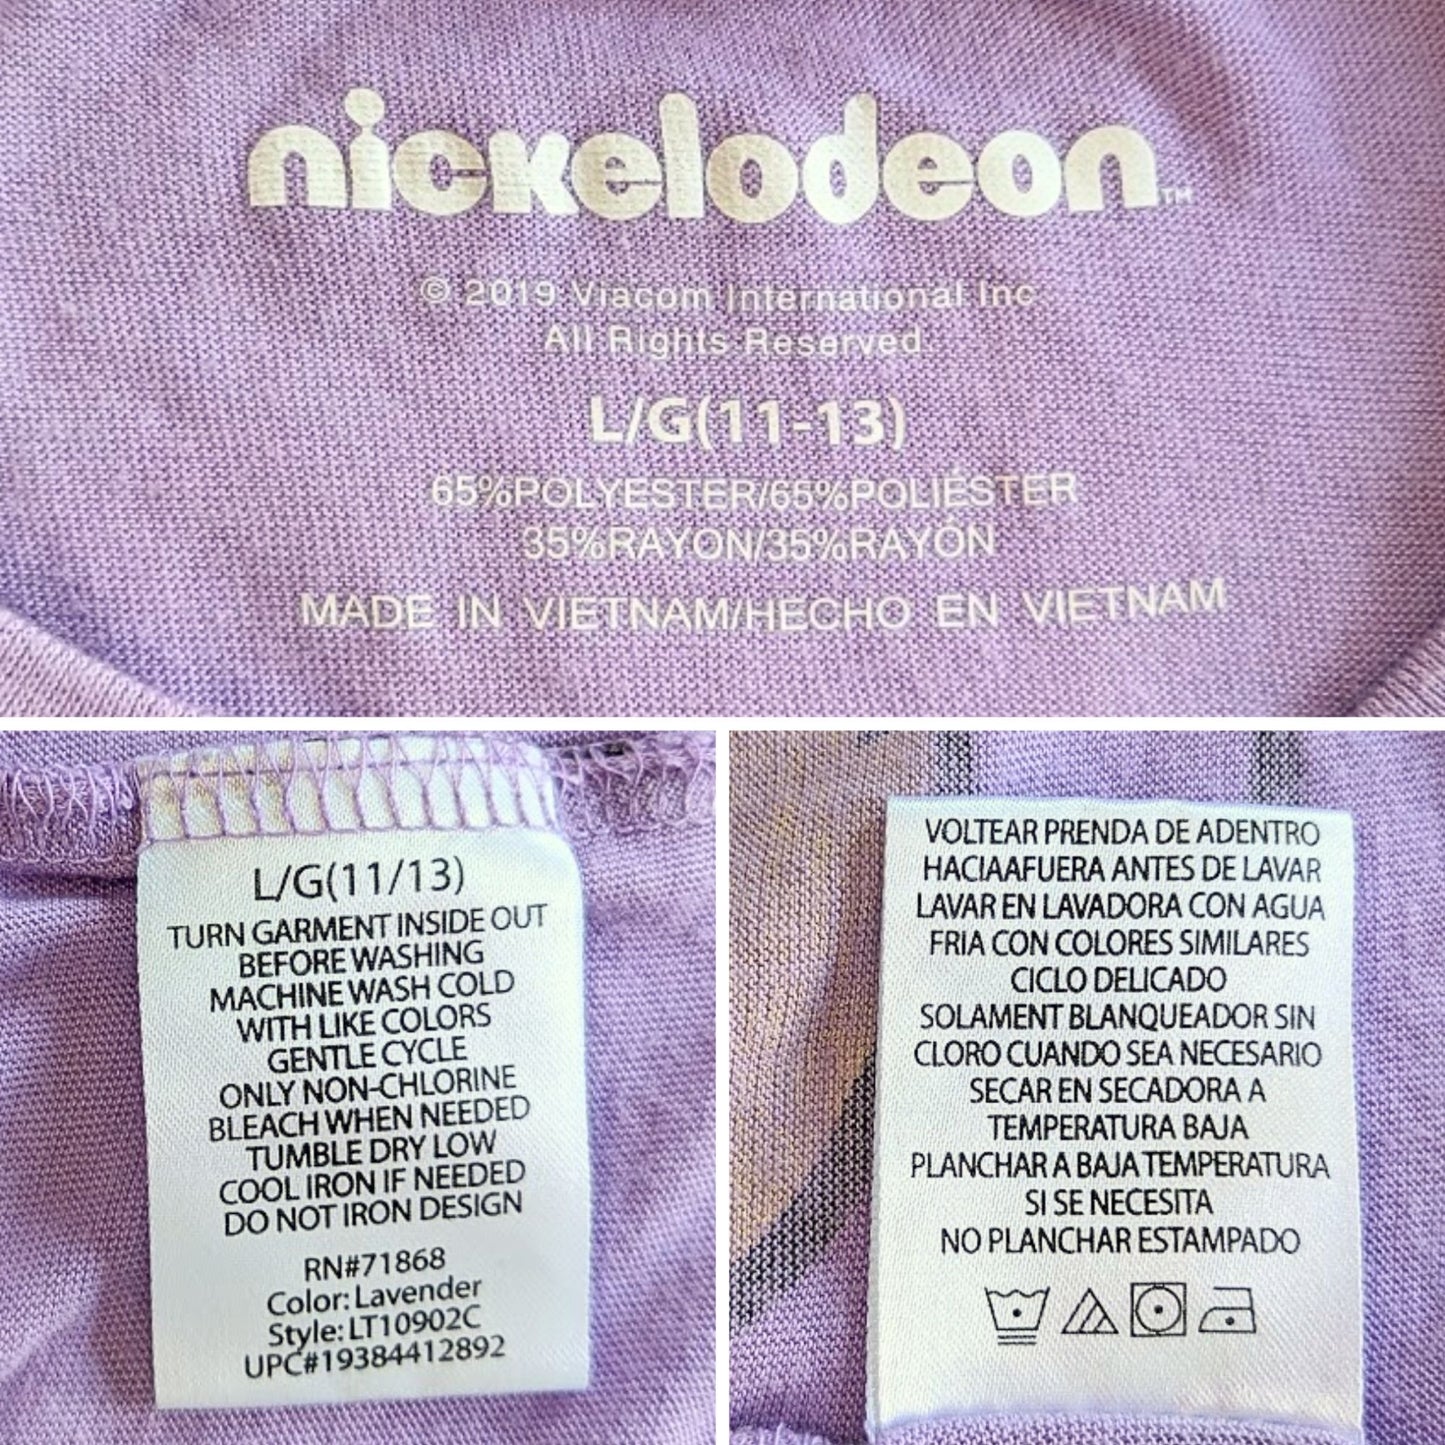 nickelodeon™
© 2019 Viacom International Inc
All Rights Reserved.
L/G(11-13)
65%POLYESTER/65%POLIÉSTER
35%RAYON/35%RAYÓN
MADE IN VIETNAM/HECHO EN VIETNAM
L/G(11/13)
TURN GARMENT INSIDE OUT
BEFORE WASHING
MACHINE WASH COLD
WITH LIKE COLORS
GENTLE CYCLE
ONLY NON-CHLORINE
BLEACH WHEN NEEDED
TUMBLE DRY LOW
COOL IRON IF NEEDED
DO NOT IRON DESIGN
RN#71868
Color: Lavender
Style: LT10902C
UPC#19384412892
VOLTEAR PRENDA DE ADENTRO
HACIAAFUERA ANTES DE LAVAR
LAVAR EN LAVADORA CON AGUA
FRIA CON COLORES SIMILARES
CICLO DELICADO
SOLAMENT BLANQUEADOR SIN
CLORO CUANDO SEA NECESARIO
SECAR EN SECADORA A
TEMPERATURA BAJA
PLANCHAR A BAJA TEMPERATURA
SI SE NECESITA
NO PLANCHAR ESTAMPADO